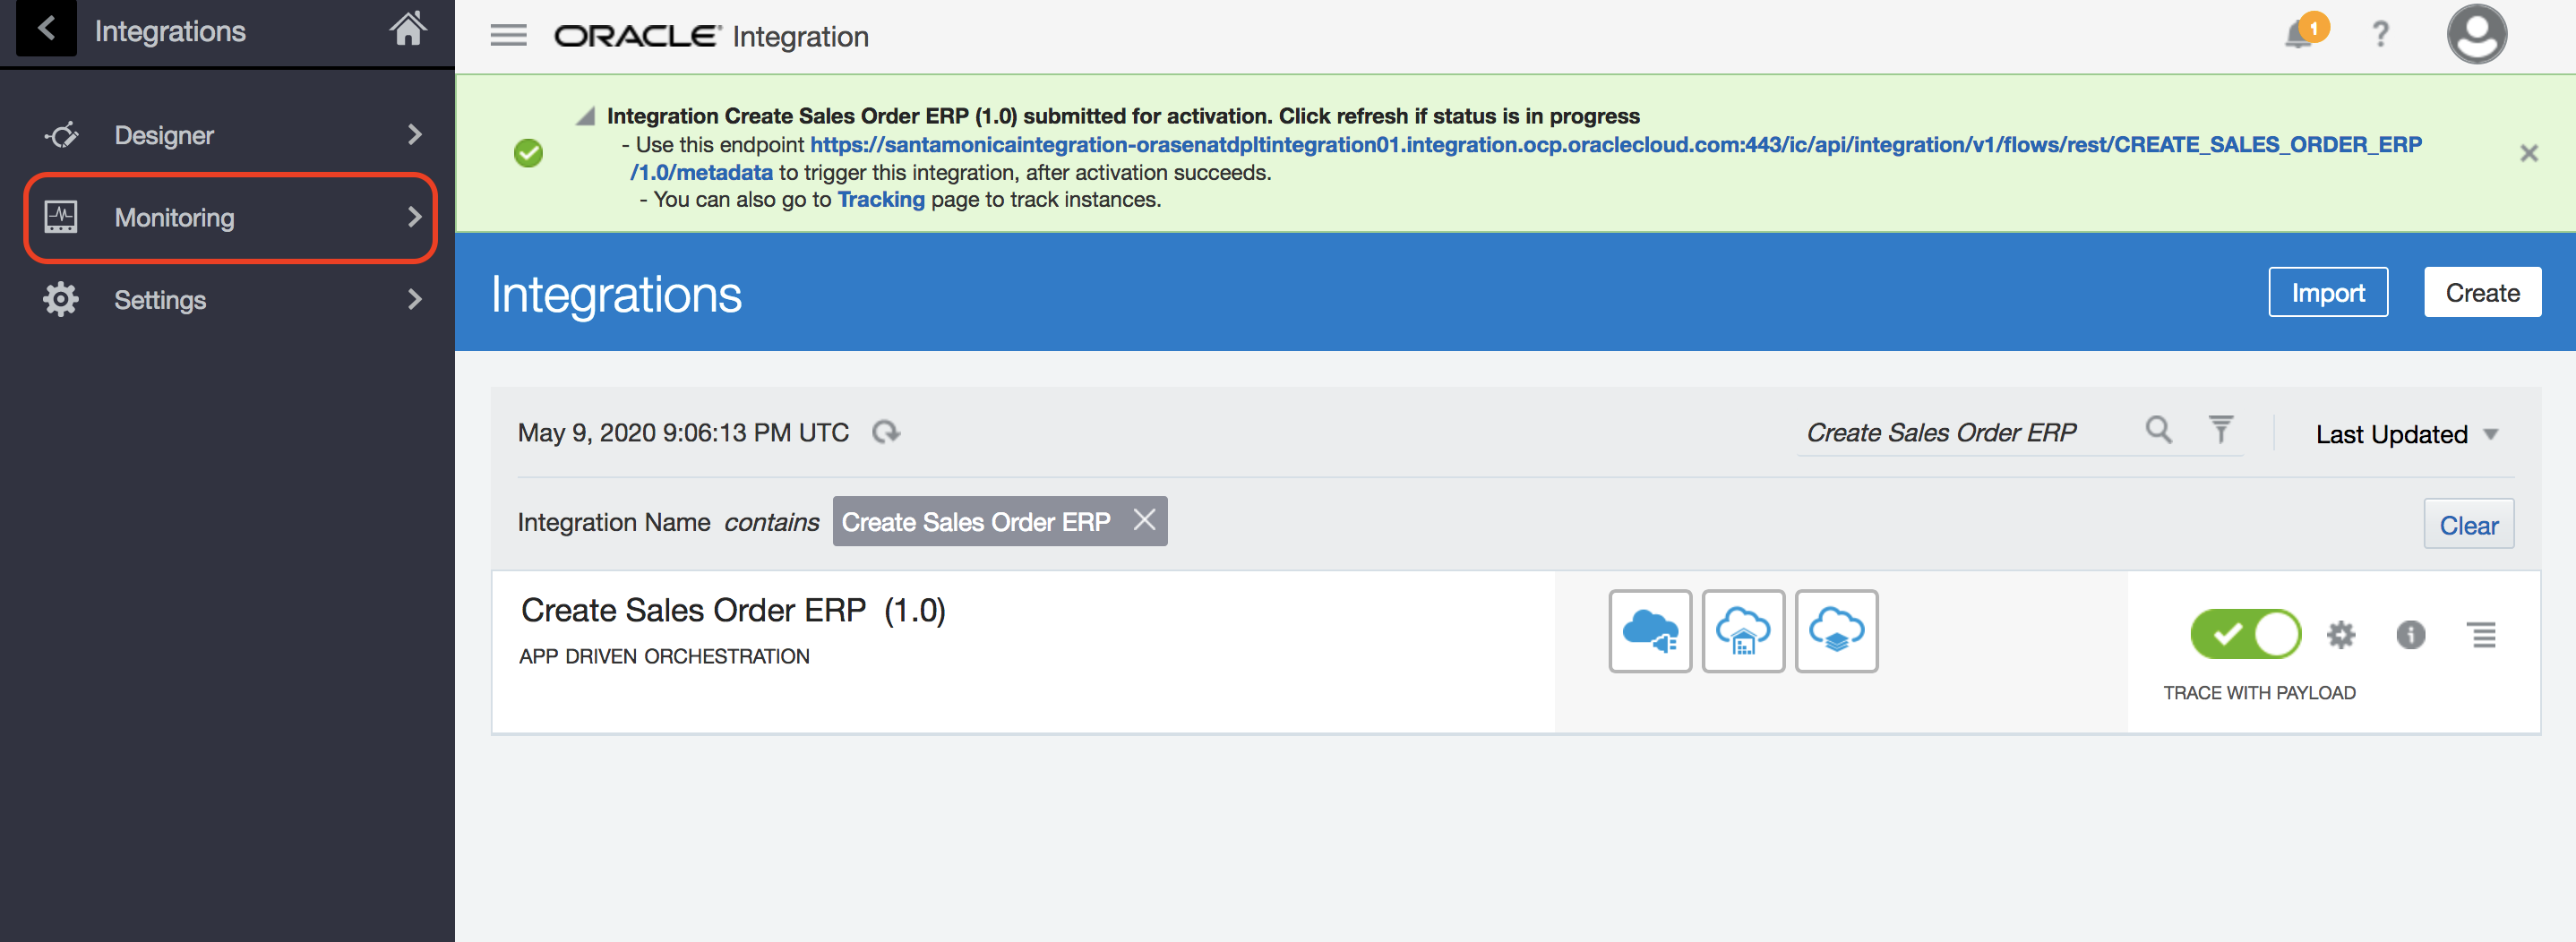 Integrations
Designer
Monitoring
Settings
ORACLE Integration
1
?
Integration Create Sales Order ERP (1.0) submitted for activation. Click refresh if status is in progress
- Use this endpoint https://santamonicaintegration-orasenatdpltintegration01.integration.ocp.oraclecloud.com:443/ic/api/integration/v1/flows/rest/CREATE_SALES_ORDER_ERP
/1.0/metadata to trigger this integration, after activation succeeds.
- You can also go to Tracking page to track instances.
Integrations
Import
Create
May 9, 2020 9:06:13 PM UTC
Create Sales Order ERP
Last Updated
Integration Name contains Create Sales Order ERP
Clear
Create Sales Order ERP (1.0)
APP DRIVEN ORCHESTRATION
TRACE WITH PAYLOAD